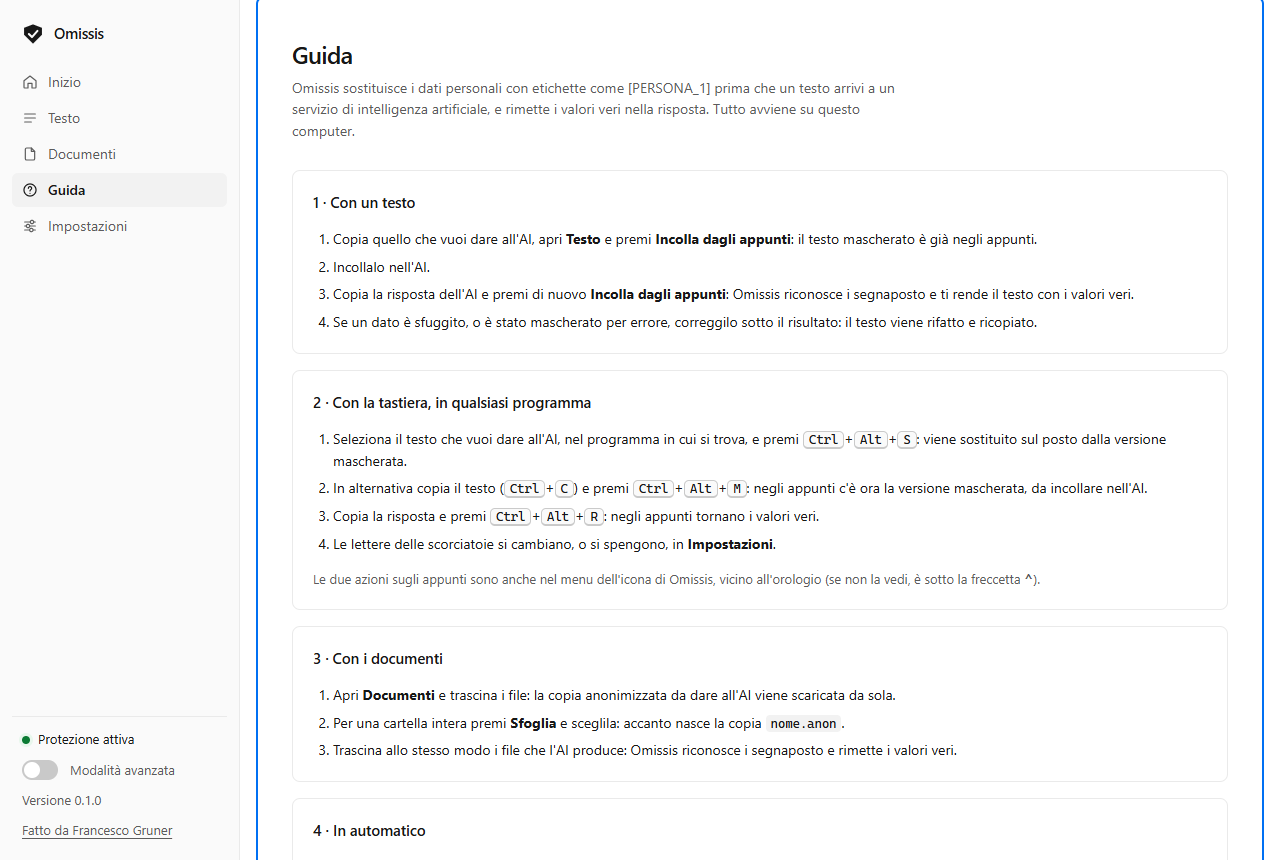 Omissis
Inizio
Testo
Documenti
Guida
Impostazioni
Protezione attiva
Modalità avanzata
Versione 0.1.0
Fatto da Francesco Gruner
Guida
Omissis sostituisce i dati personali con etichette come [PERSONA_1] prima che un testo arrivi a un
servizio di intelligenza artificiale, e rimette i valori veri nella risposta. Tutto avviene su questo
computer.
1 · Con un testo
1. Copia quello che vuoi dare all'AI, apri Testo e premi Incolla dagli appunti: il testo mascherato è già negli appunti.
2. Incollalo nell'AI.
3. Copia la risposta dell'AI e premi di nuovo Incolla dagli appunti: Omissis riconosce i segnaposto e ti rende il testo con i valori veri.
4. Se un dato è sfuggito, o è stato mascherato per errore, correggilo sotto il risultato: il testo viene rifatto e ricopiato.
2 · Con la tastiera, in qualsiasi programma
1. Seleziona il testo che vuoi dare all'AI, nel programma in cui si trova, e premi Ctrl+Alt+S: viene sostituito sul posto dalla versione
mascherata.
2. In alternativa copia il testo (Ctrl+C) e premi Ctrl+Alt+M: negli appunti c'è ora la versione mascherata, da incollare nell'AI.
3. Copia la risposta e premi Ctrl+Alt+R: negli appunti tornano i valori veri.
4. Le lettere delle scorciatoie si cambiano, o si spengono, in Impostazioni.
Le due azioni sugli appunti sono anche nel menu dell'icona di Omissis, vicino all'orologio (se non la vedi, è sotto la freccetta ^).
3 · Con i documenti
1. Apri Documenti e trascina i file: la copia anonimizzata da dare all'AI viene scaricata da sola.
2. Per una cartella intera premi Sfoglia e sceglila: accanto nasce la copia nome.anon.
3. Trascina allo stesso modo i file che l'AI produce: Omissis riconosce i segnaposto e rimette i valori veri.
4 · In automatico